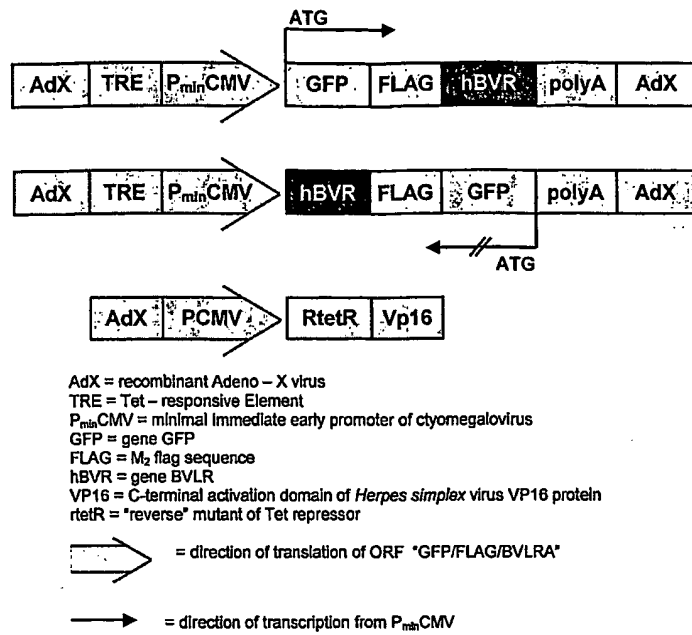 ATG
AdX TRE PminCMV GFP FLAG hBVR polyA AdX
AdX TRE PminCMV hBVR FLAG GFP polyA AdX
ATG
AdX PCMV RtetR Vp16
AdX = recombinant Adeno – X virus
TRE = Tet – responsive Element
PminCMV = minimal immediate early promoter of ctyomegalovirus
GFP = gene GFP
FLAG = M2 flag sequence
hBVR = gene BVLR
VP16 = C-terminal activation domain of Herpes simplex virus VP16 protein
rtetR = "reverse" mutant of Tet repressor
= direction of translation of ORF "GFP/FLAG/BVLRA"
= direction of transcription from PminCMV